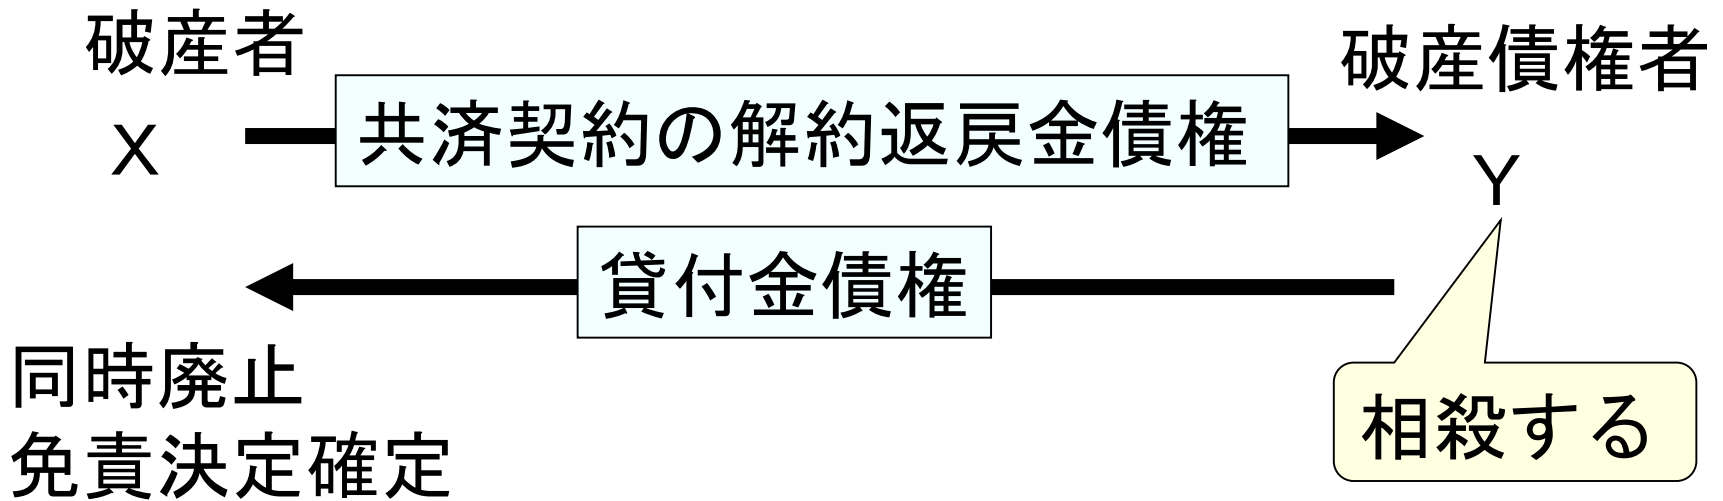 破産者
X
共済契約の解約返戻金債権
破産債権者
Y
貸付金債権
同時廃止
免責決定確定
相殺する